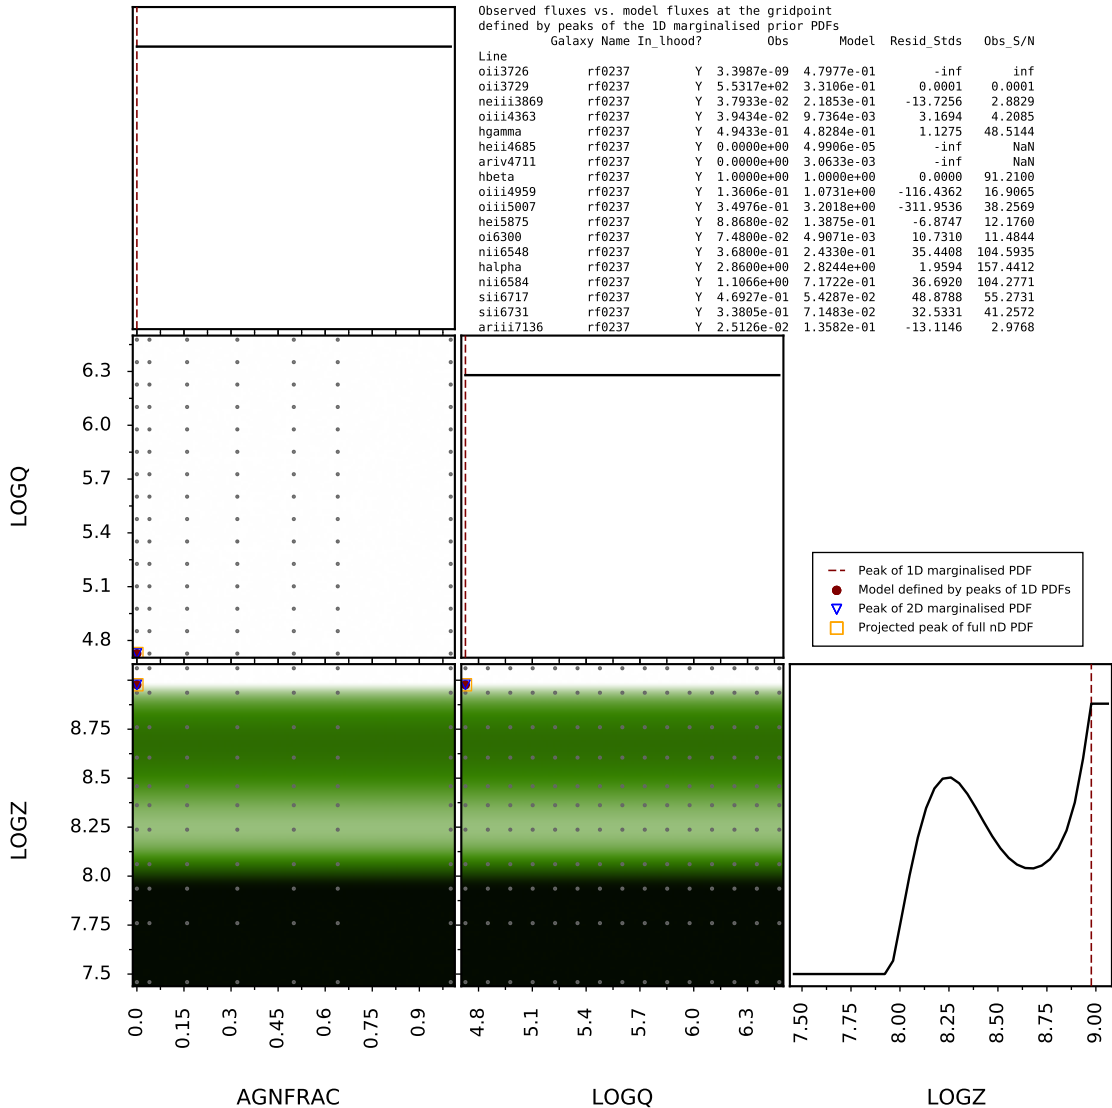 Observed fluxes vs. model fluxes at the gridpoint
defined by peaks of the 1D marginalised prior PDFs
Galaxy Name In_lhood? Obs Model Resid_Stds Obs_S/N
Line
oii3726 rf0237 Y 3.3987e-09 4.7977e-01 -inf inf
oii3729 rf0237 Y 5.5317e+02 3.3106e-01 0.0001 0.0001
neiii3869 rf0237 Y 3.7933e-02 2.1853e-01 -13.7256 2.8829
oiii4363 rf0237 Y 3.9434e-02 9.7364e-03 3.1694 4.2085
hgamma rf0237 Y 4.9433e-01 4.8284e-01 1.1275 48.5144
heii4685 rf0237 Y 0.0000e+00 4.9906e-05 -inf NaN
ariv4711 rf0237 Y 0.0000e+00 3.0633e-03 -inf NaN
hbeta rf0237 Y 1.0000e+00 1.0000e+00 0.0000 91.2100
oiii4959 rf0237 Y 1.3606e-01 1.0731e+00 -116.4362 16.9065
oiii5007 rf0237 Y 3.4976e-01 3.2018e+00 -311.9536 38.2569
hei5875 rf0237 Y 8.8680e-02 1.3875e-01 -6.8747 12.1760
oi6300 rf0237 Y 7.4800e-02 4.9071e-03 10.7310 11.4844
nii6548 rf0237 Y 3.6801e-01 2.4330e-01 35.4408 104.5935
halpha rf0237 Y 2.8600e+00 2.8244e+00 1.9594 157.4412
nii6584 rf0237 Y 1.1066e+00 7.1722e-01 36.6920 104.2771
sii6717 rf0237 Y 4.6927e-01 5.4287e-02 48.8788 55.2731
sii6731 rf0237 Y 3.3805e-01 7.1483e-02 32.5331 41.2572
ariii7136 rf0237 Y 2.5126e-02 1.3582e-01 -13.1146 2.9768
LOGQ
6.3
6.0
5.7
5.4
5.1
4.8
Peak of 1D marginalised PDF
Model defined by peaks of 1D PDFs
Peak of 2D marginalised PDF
Projected peak of full nD PDF
LOGZ
8.75
8.5
8.25
8.0
7.75
7.5
0.0 0.15 0.3 0.45 0.6 0.75 0.9
4.8 5.1 5.4 5.7 6.0 6.3
7.50 7.75 8.00 8.25 8.50 8.75 9.00
AGNFRAC LOGQ LOGZ